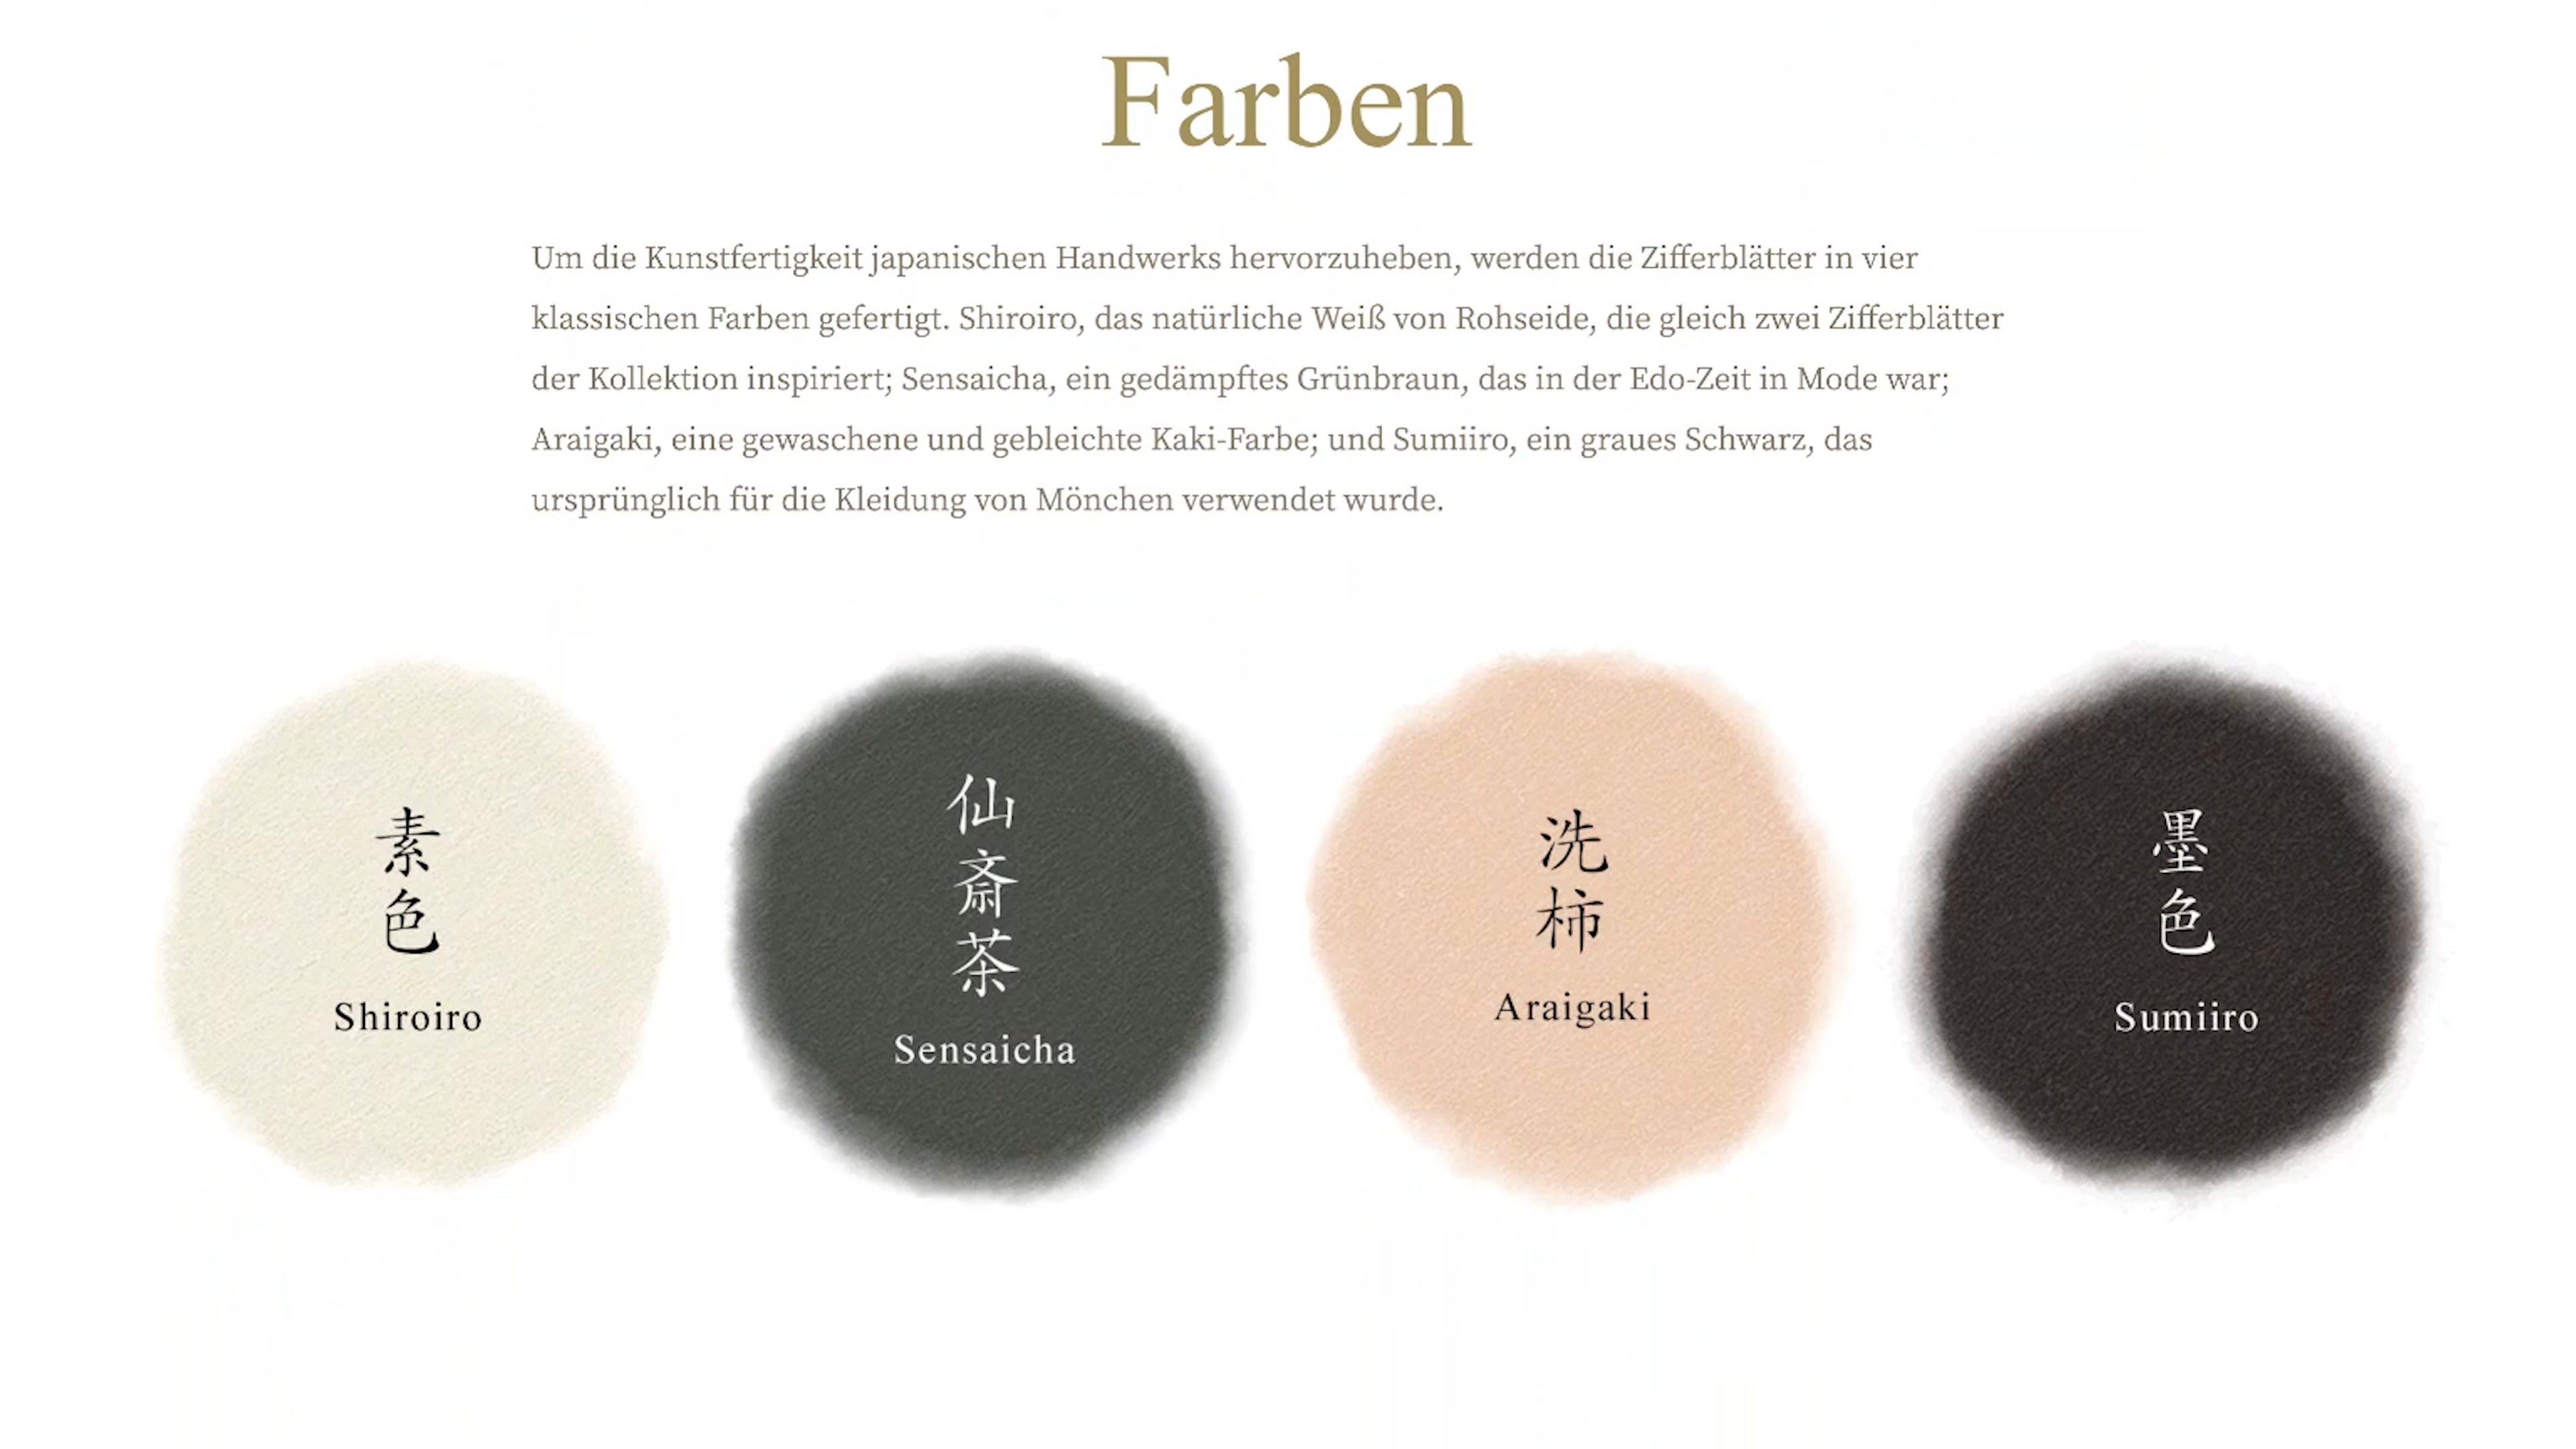 Farben
Um die Kunstfertigkeit japanischen Handwerks hervorzuheben, werden die Zifferblätter in vier
klassischen Farben gefertigt. Shiroiro, das natürliche Weiß von Rohseide, die gleich zwei Zifferblätter
der Kollektion inspiriert; Sensaicha, ein gedämpftes Grünbraun, das in der Edo-Zeit in Mode war;
Araigaki, eine gewaschene und gebleichte Kaki-Farbe; und Sumiiro, ein graues Schwarz, das
ursprünglich für die Kleidung von Mönchen verwendet wurde.
素色
Shiroiro
仙斎茶
Sensaicha
洗柿
Araigaki
墨色
Sumiiro